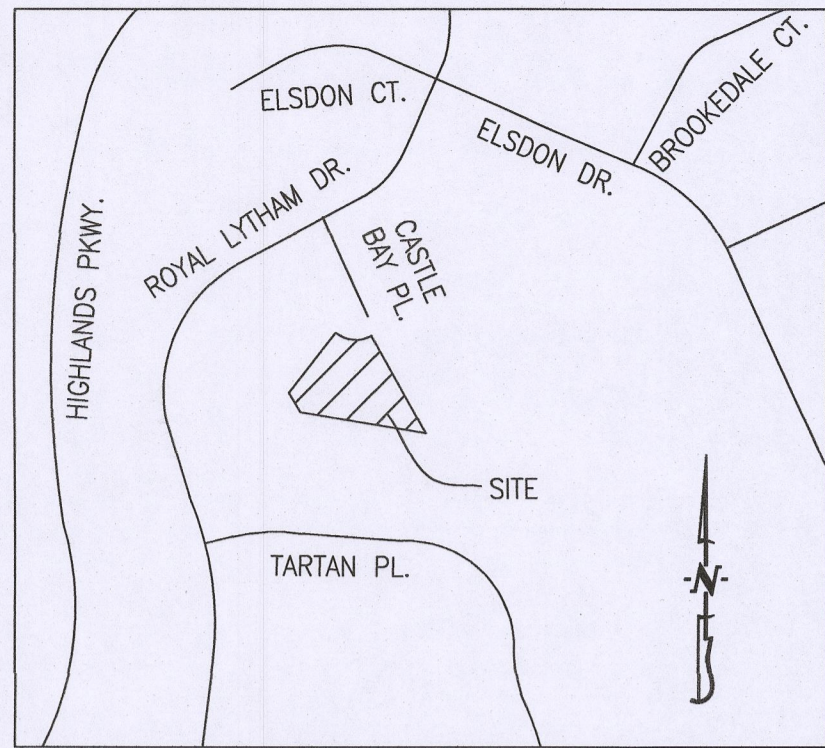 ELSDON CT.
BROOKEDALE CT.
ELSDON DR.
ROYAL LYTHAM DR.
CASTLE
BAY PL.
HIGHLANDS PKWY.
SITE
TARTAN PL.
N